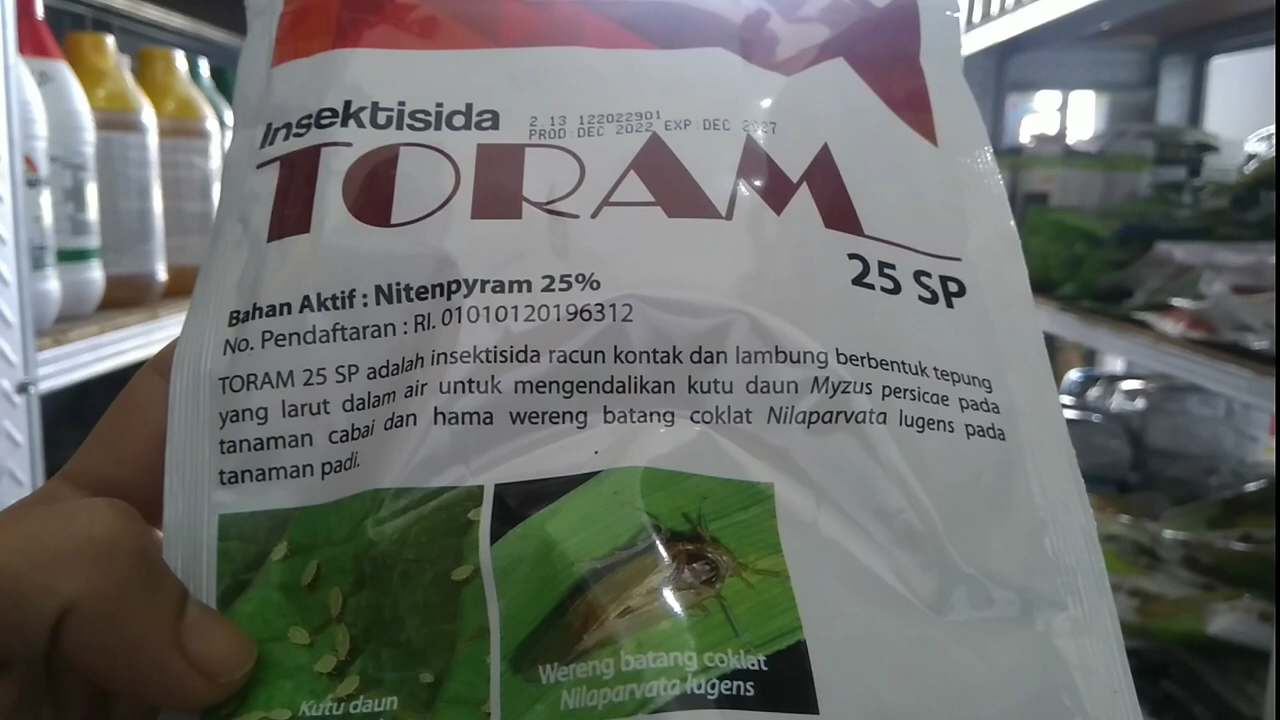 Insektisida
2 13 122022901
PROD DEC 2022 EXP DEC 2027
TORAM
25 SP
Bahan Aktif : Nitenpyram 25%
No. Pendaftaran : RI. 01010120196312
TORAM 25 SP adalah insektisida racun kontak dan lambung berbentuk tepung
yang larut dalam air untuk mengendalikan kutu daun Myzus persicae pada
tanaman cabai dan hama wereng batang coklat Nilaparvata lugens pada
tanaman padi.
Kutu daun
Wereng batang coklat
Nilaparvata lugens